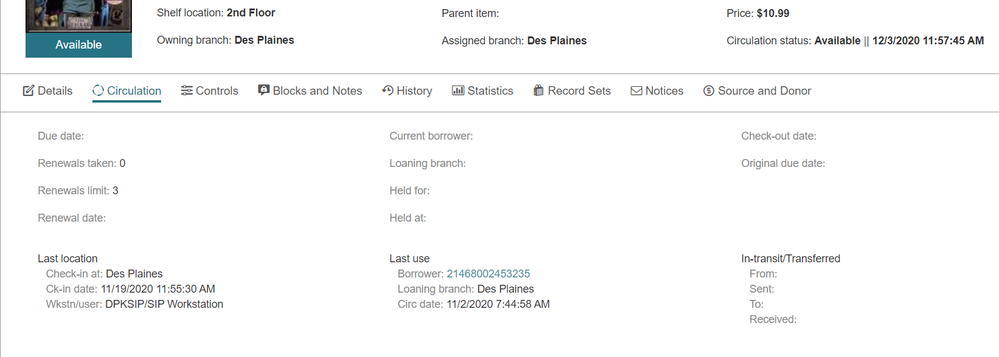 Shelf location: 2nd Floor
Parent item:
Price: $10.99
Available
Owning branch: Des Plaines
Assigned branch: Des Plaines
Circulation status: Available || 12/3/2020 11:57:45 AM
Details Circulation Controls Blocks and Notes History Statistics Record Sets Notices Source and Donor
Due date:
Current borrower:
Check-out date:
Renewals taken: 0
Loaning branch:
Original due date:
Renewals limit: 3
Held for:
Renewal date:
Held at:
Last location
Check-in at: Des Plaines
Ck-in date: 11/19/2020 11:55:30 AM
Wkstn/user: DPKSIP/SIP Workstation
Last use
Borrower: 21468002453235
Loaning branch: Des Plaines
Circ date: 11/2/2020 7:44:58 AM
In-transit/Transferred
From:
Sent:
To:
Received: